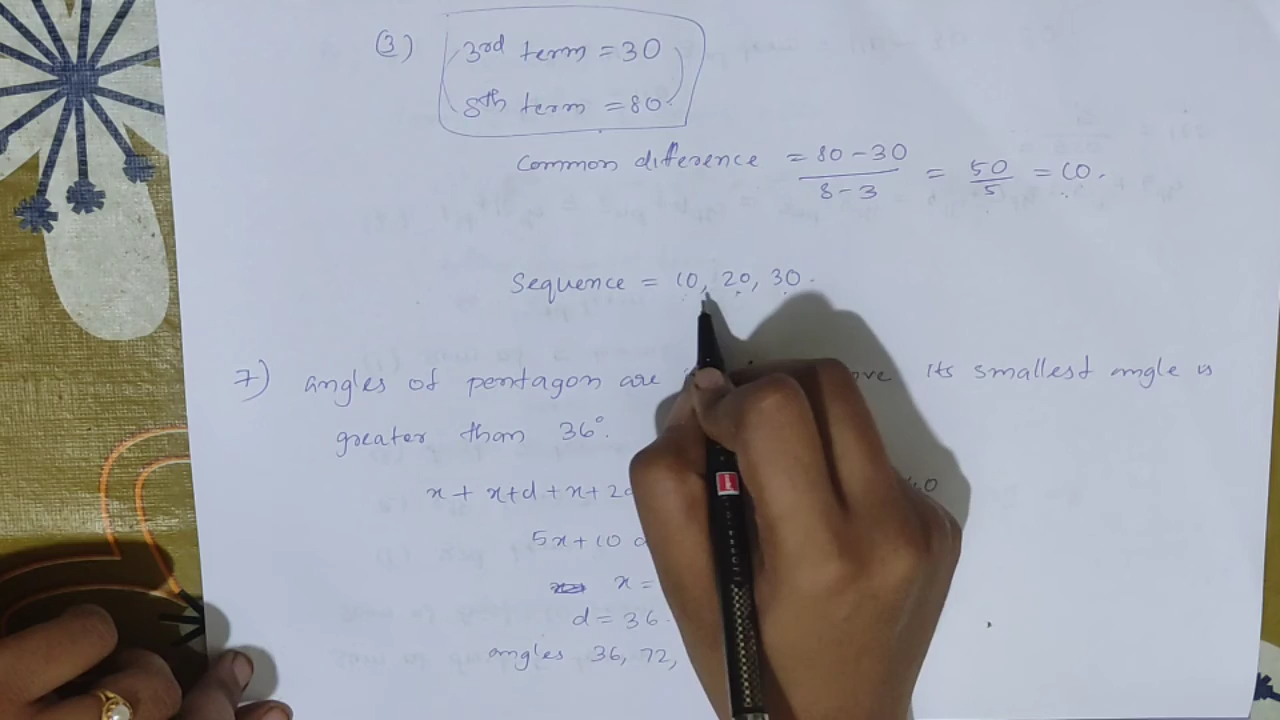 (3) 3rd term = 30
8th term = 80
Common difference = 80 - 30 / 8 - 3 = 50 / 5 = 10.
Sequence = 10, 20, 30.
7) angles of pentagon are its smallest angle is
greater than 36°.
x + x+d + x+2d
5x + 10 d
x =
d = 36.
angles 36, 72,